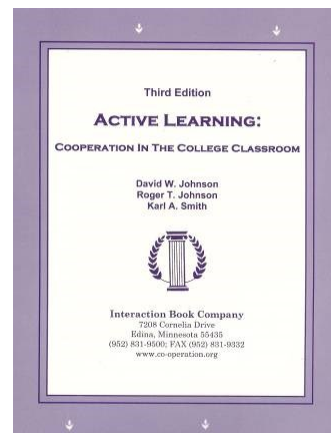 Third Edition
ACTIVE LEARNING:
COOPERATION IN THE COLLEGE CLASSROOM
David W. Johnson
Roger T. Johnson
Karl A. Smith
Interaction Book Company
7208 Cornelia Drive
Edina, Minnesota 55435
(952) 831-9500; FAX (952) 831-9332
www.co-operation.org